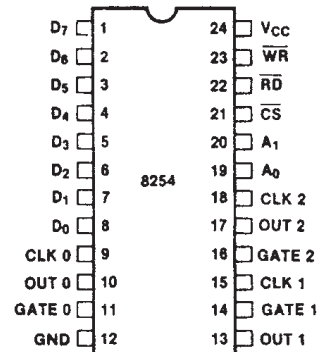 D7 1 24 VCC
D6 2 23 WR
D5 3 22 RD
D4 4 21 CS
D3 5 20 A1
D2 6 19 A0
8254
D1 7 18 CLK 2
D0 8 17 OUT 2
CLK 0 9 16 GATE 2
OUT 0 10 15 CLK 1
GATE 0 11 14 GATE 1
GND 12 13 OUT 1